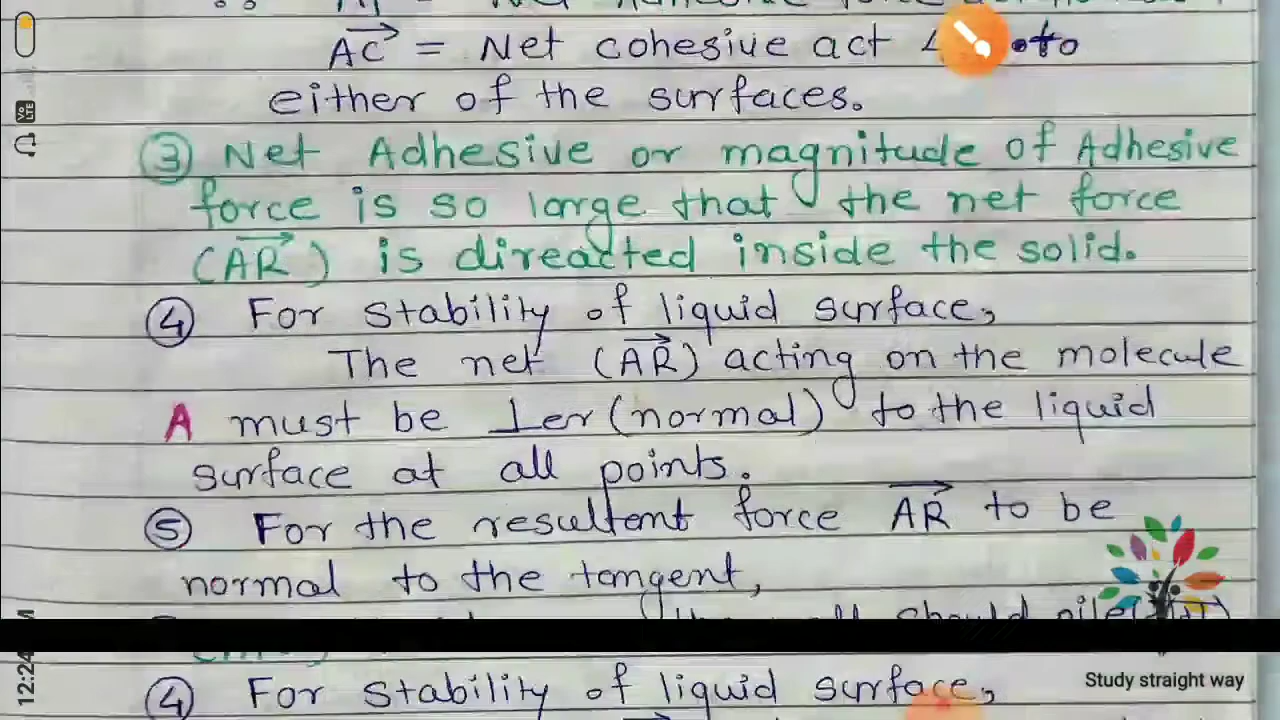 AC = Net cohesive act to
either of the surfaces.
③ Net Adhesive or magnitude of Adhesive
force is so large that the net force
(AR) is direacted inside the solid.
④ For stability of liquid surface,
The net (AR) acting on the molecule
A must be ⊥er (normal) to the liquid
surface at all points.
⑤ For the resultent force AR to be
normal to the tangent,
should pile
④ For stability of liquid surface,
Study straight way
12:24